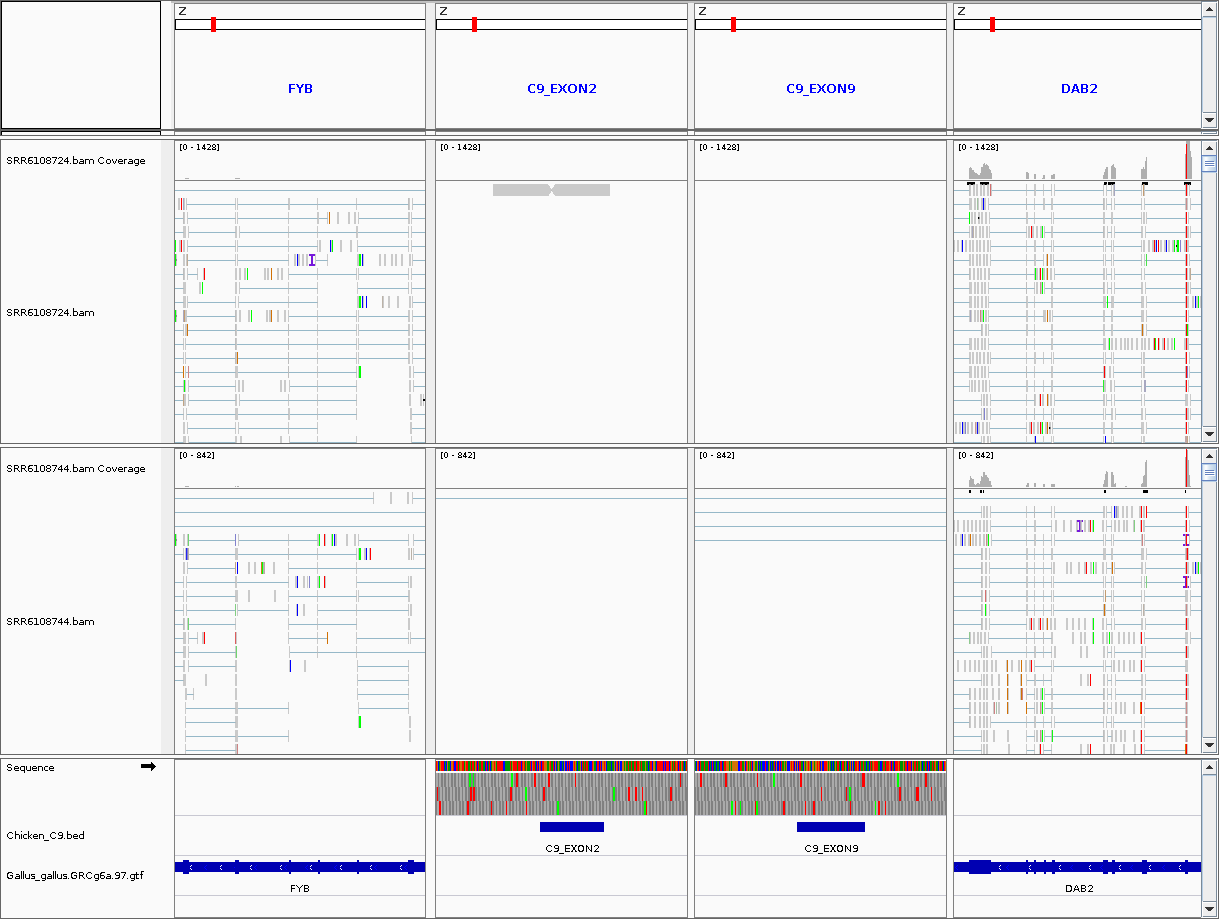 Z Z Z Z
FYB C9_EXON2 C9_EXON9 DAB2
[0 - 1428] [0 - 1428] [0 - 1428] [0 - 1428]
SRR6108724.bam Coverage
SRR6108724.bam
[0 - 842] [0 - 842] [0 - 842] [0 - 842]
SRR6108744.bam Coverage
SRR6108744.bam
Sequence
Chicken_C9.bed
C9_EXON2 C9_EXON9
Gallus_gallus.GRCg6a.97.gtf
FYB DAB2